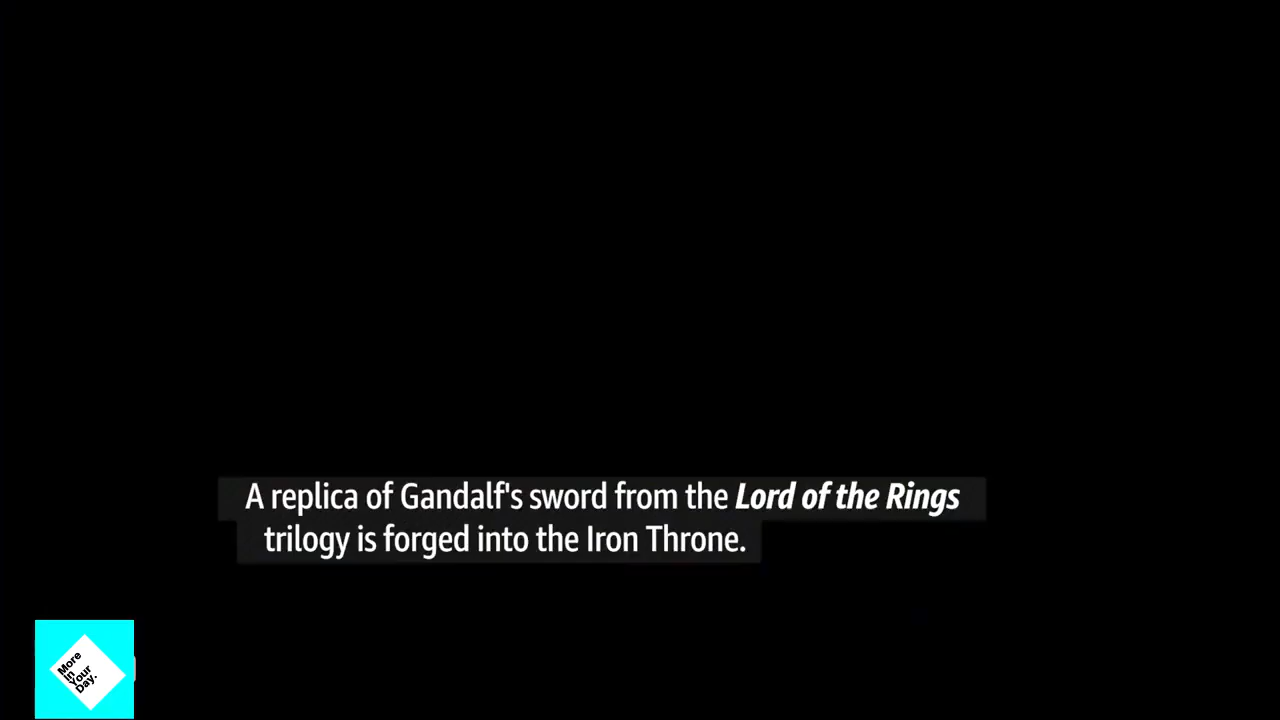 A replica of Gandalf's sword from the Lord of the Rings
trilogy is forged into the Iron Throne.
More
In
Your
Day.